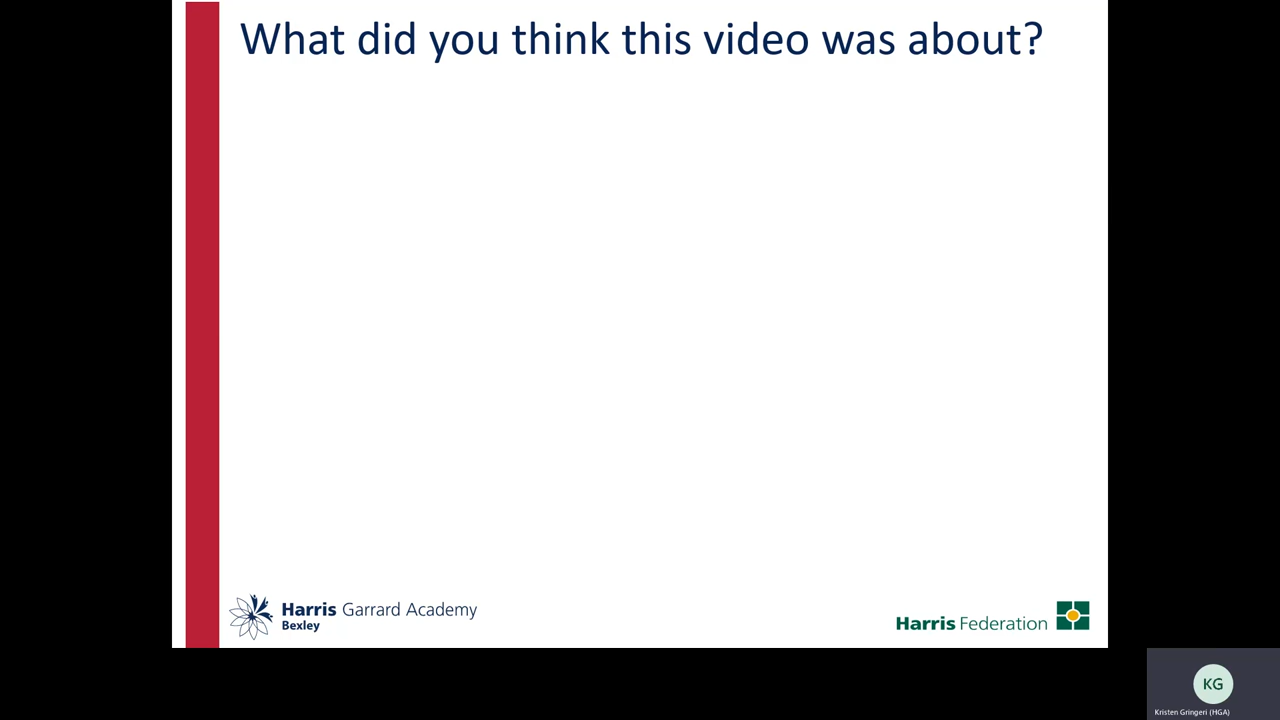 What did you think this video was about?
Harris Garrard Academy
Bexley
Harris Federation
KG
Kristen Gringeri (HGA)